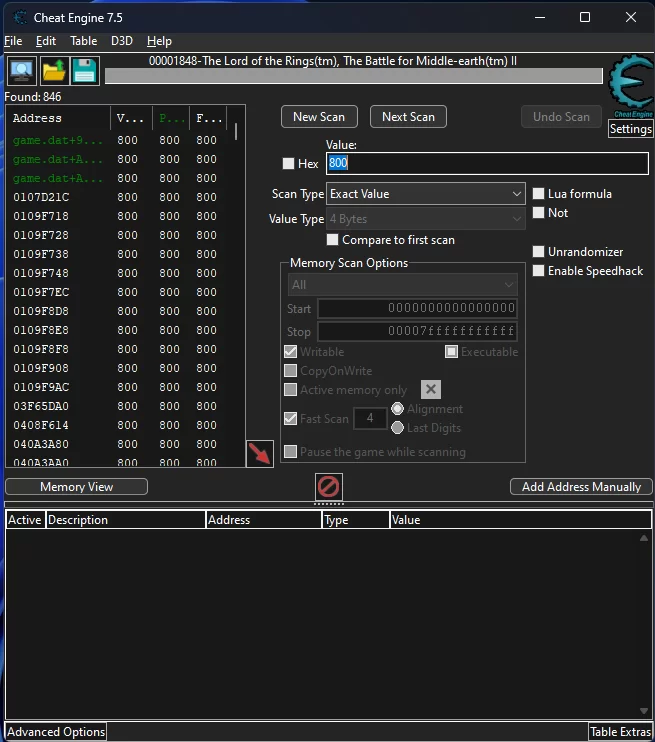 Cheat Engine 7.5
File Edit Table D3D Help
00001848-The Lord of the Rings(tm), The Battle for Middle-earth(tm) II
Found: 846
Cheat Engine
Settings
Address V... P... F...
game.dat+9... 800 800 800
game.dat+A... 800 800 800
game.dat+A... 800 800 800
0107D21C 800 800 800
0109F718 800 800 800
0109F728 800 800 800
0109F738 800 800 800
0109F748 800 800 800
0109F7EC 800 800 800
0109F8D8 800 800 800
0109F8E8 800 800 800
0109F8F8 800 800 800
0109F908 800 800 800
0109F9AC 800 800 800
03F65DA0 800 800 800
0408F614 800 800 800
040A3A80 800 800 800
040A3AA0 800 800 800
New Scan Next Scan Undo Scan
Value:
Hex 800
Scan Type Exact Value
Value Type 4 Bytes
Compare to first scan
Lua formula
Not
Unrandomizer
Enable Speedhack
Memory Scan Options
All
Start 0000000000000000
Stop 00007fffffffffff
Writable Executable
CopyOnWrite
Active memory only
Fast Scan 4 Alignment
Last Digits
Pause the game while scanning
Memory View Add Address Manually
Active Description Address Type Value
Advanced Options Table Extras